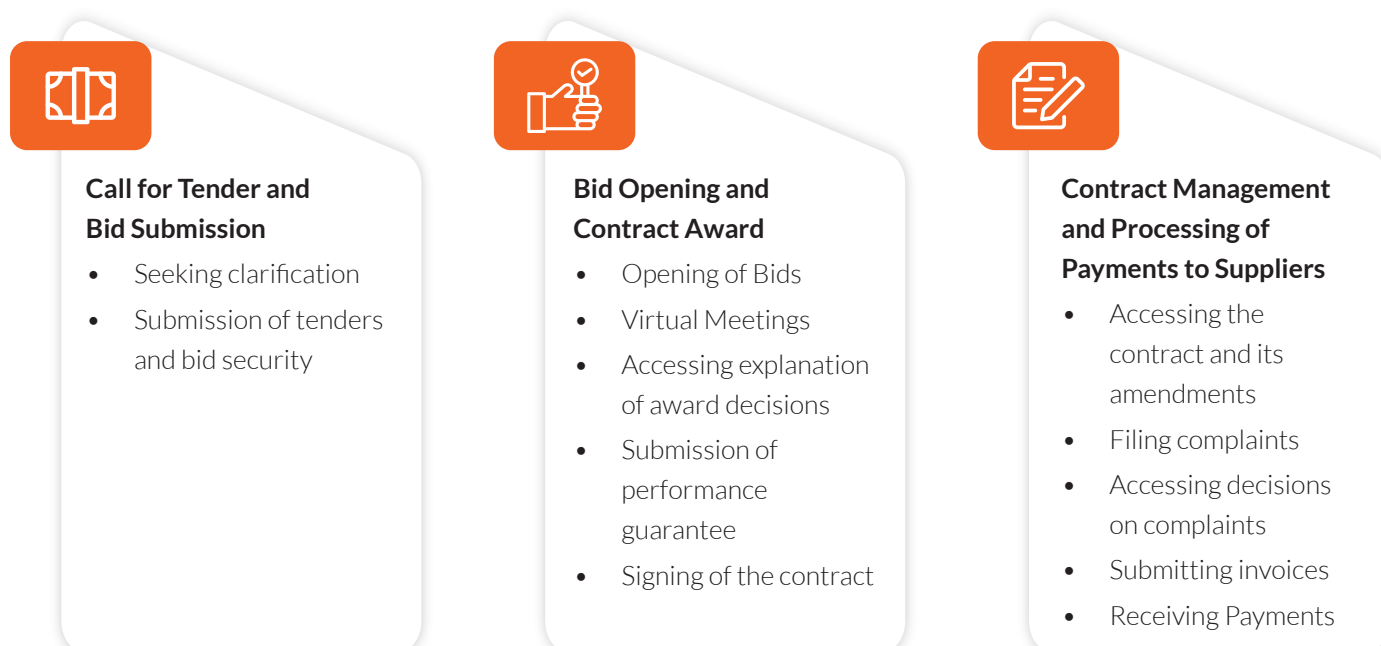 Call for Tender and
Bid Submission
• Seeking clarification
• Submission of tenders
and bid security
Bid Opening and
Contract Award
• Opening of Bids
• Virtual Meetings
• Accessing explanation
of award decisions
• Submission of
performance
guarantee
• Signing of the contract
Contract Management
and Processing of
Payments to Suppliers
• Accessing the
contract and its
amendments
• Filing complaints
• Accessing decisions
on complaints
• Submitting invoices
• Receiving Payments